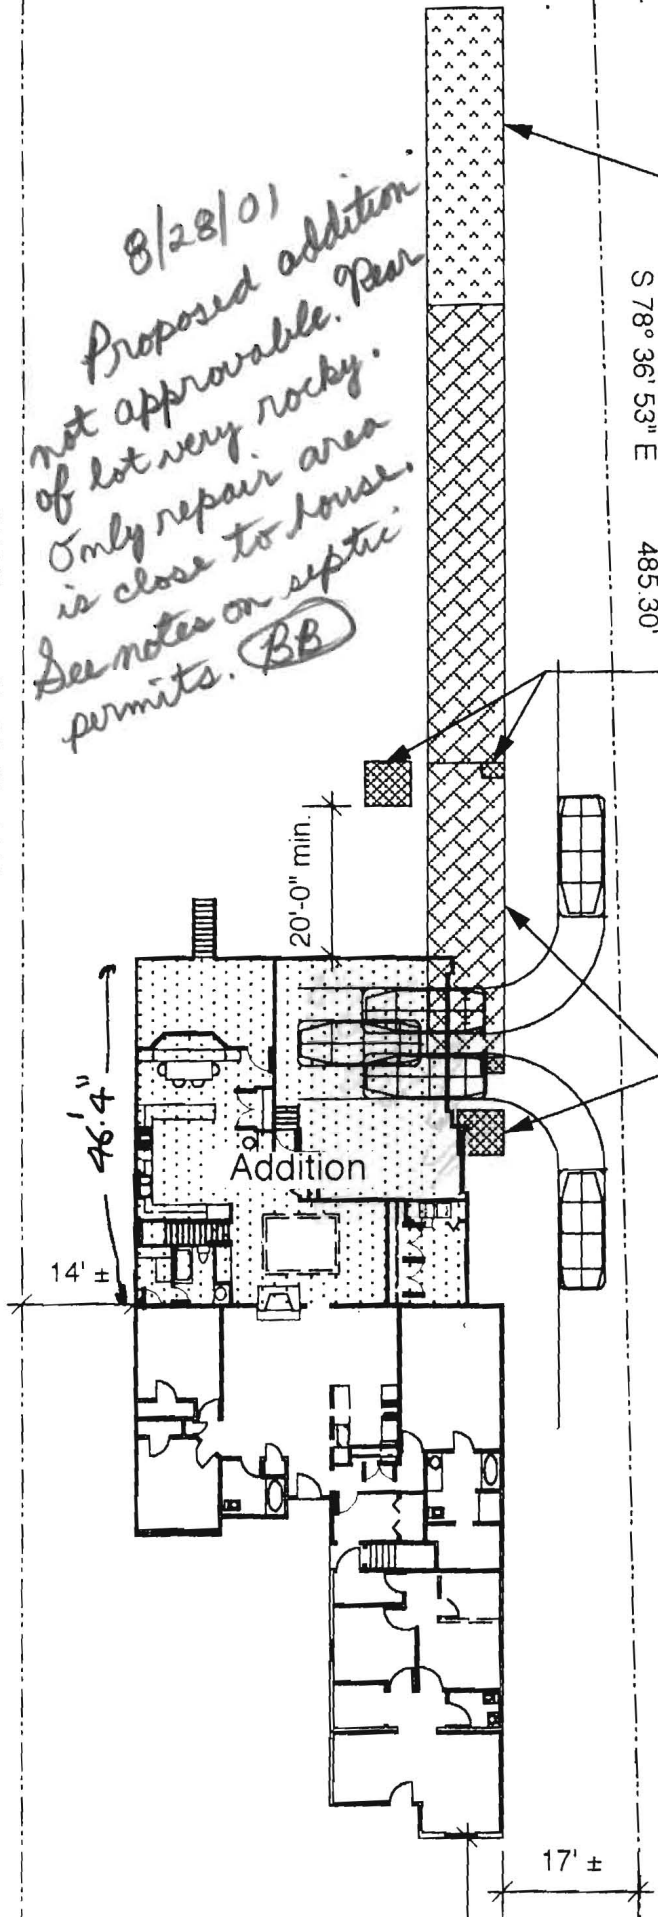 8/28/01
Proposed addition
not approvable. Rear
of lot very rocky.
Only repair area
is close to house.
See notes on septic
permits. BB
S 78° 36' 53" E 485.30'
20'-0" min.
46'.4"
Addition
14' ±
17' ±